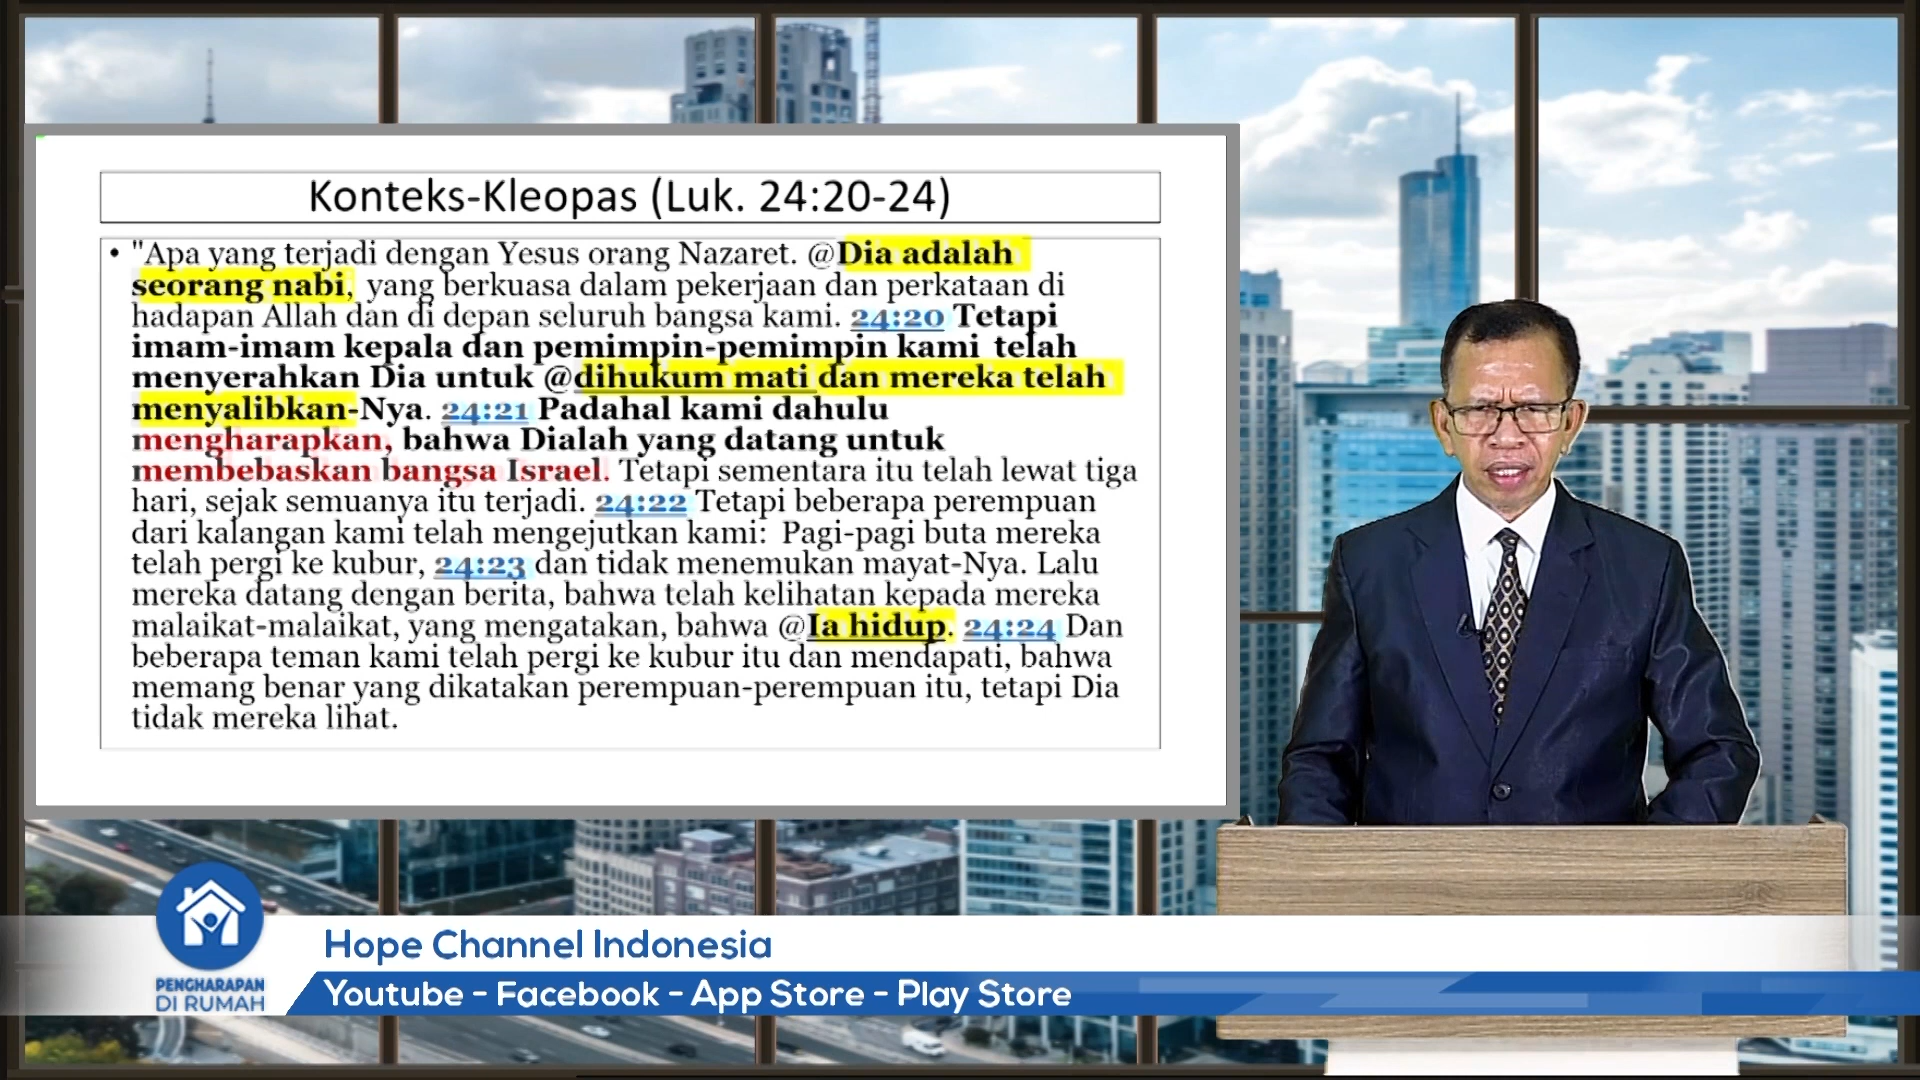 Konteks-Kleopas (Luk. 24:20-24)
• "Apa yang terjadi dengan Yesus orang Nazaret. @Dia adalah
seorang nabi, yang berkuasa dalam pekerjaan dan perkataan di
hadapan Allah dan di depan seluruh bangsa kami. 24:20 Tetapi
imam-imam kepala dan pemimpin-pemimpin kami telah
menyerahkan Dia untuk @dihukum mati dan mereka telah
menyalibkan-Nya. 24:21 Padahal kami dahulu
mengharapkan, bahwa Dialah yang datang untuk
membebaskan bangsa Israel. Tetapi sementara itu telah lewat tiga
hari, sejak semuanya itu terjadi. 24:22 Tetapi beberapa perempuan
dari kalangan kami telah mengejutkan kami: Pagi-pagi buta mereka
telah pergi ke kubur, 24:23 dan tidak menemukan mayat-Nya. Lalu
mereka datang dengan berita, bahwa telah kelihatan kepada mereka
malaikat-malaikat, yang mengatakan, bahwa @Ia hidup. 24:24 Dan
beberapa teman kami telah pergi ke kubur itu dan mendapati, bahwa
memang benar yang dikatakan perempuan-perempuan itu, tetapi Dia
tidak mereka lihat.
PENGHARAPAN
DI RUMAH
Hope Channel Indonesia
Youtube - Facebook - App Store - Play Store